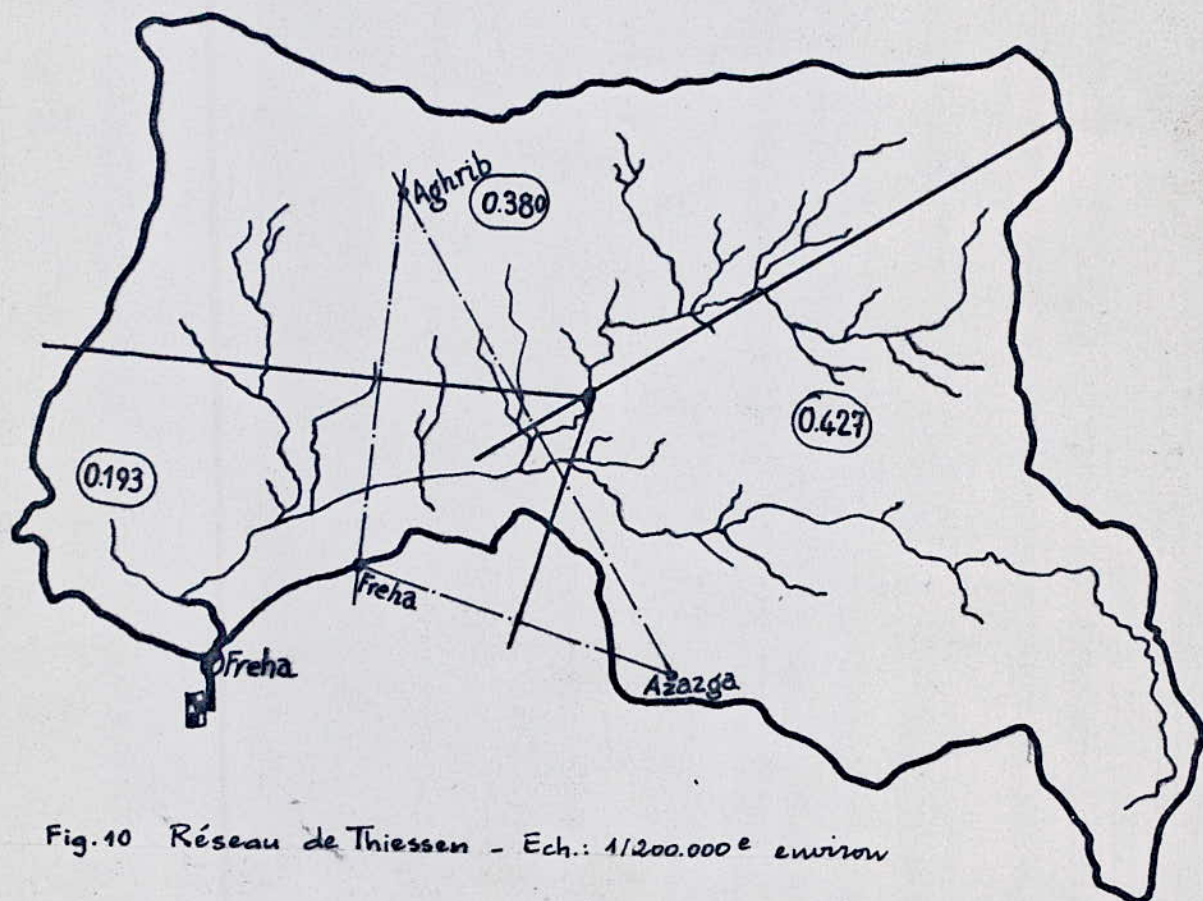 Aghrib
0.380
0.427
0.193
Freha
Freha
Azazga
Fig.10 Réseau de Thiessen - Ech.: 1/200.000e environ